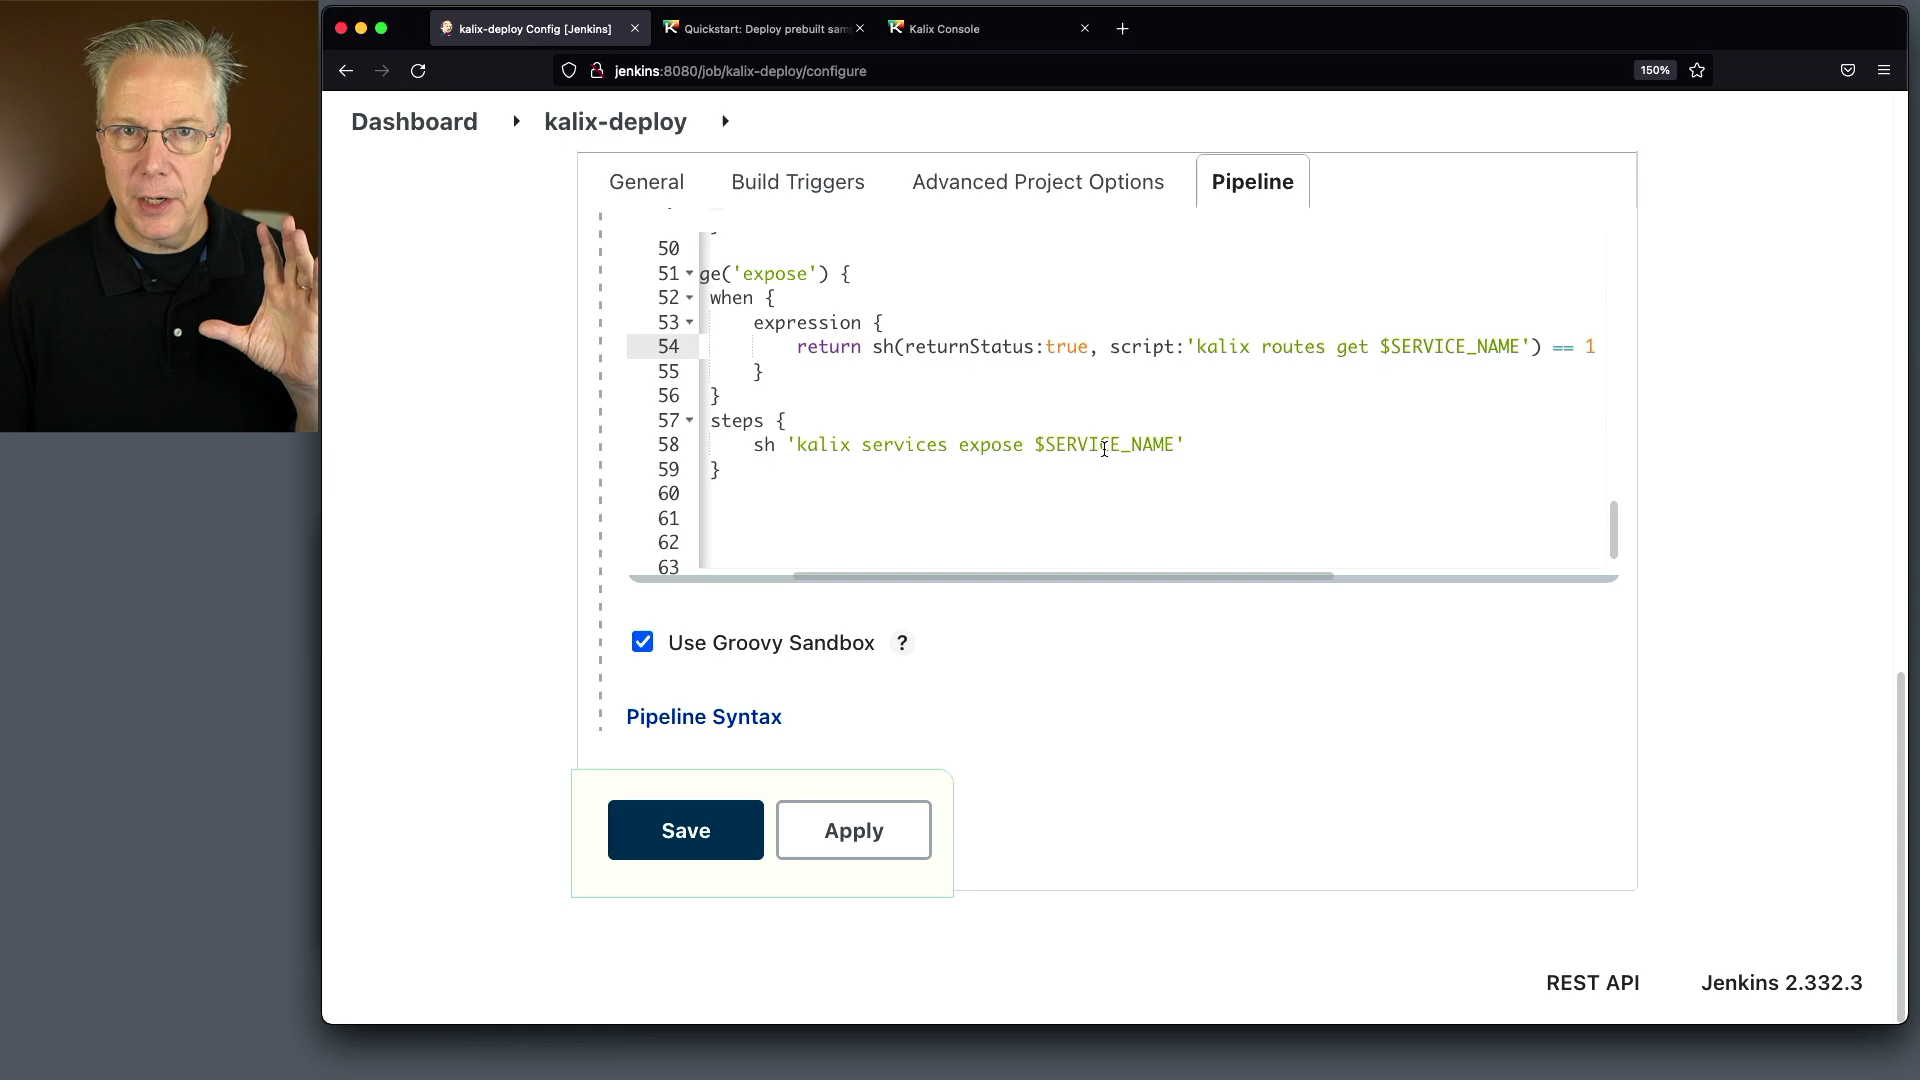 kalix-deploy Config [Jenkins]
Quickstart: Deploy prebuilt sam
Kalix Console
jenkins:8080/job/kalix-deploy/configure
150%
Dashboard
kalix-deploy
General
Build Triggers
Advanced Project Options
Pipeline
50
51 ge('expose') {
52 when {
53 expression {
54 return sh(returnStatus:true, script:'kalix routes get $SERVICE_NAME') == 1
55 }
56 }
57 steps {
58 sh 'kalix services expose $SERVICE_NAME'
59 }
60
61
62
63
Use Groovy Sandbox ?
Pipeline Syntax
Save
Apply
REST API
Jenkins 2.332.3